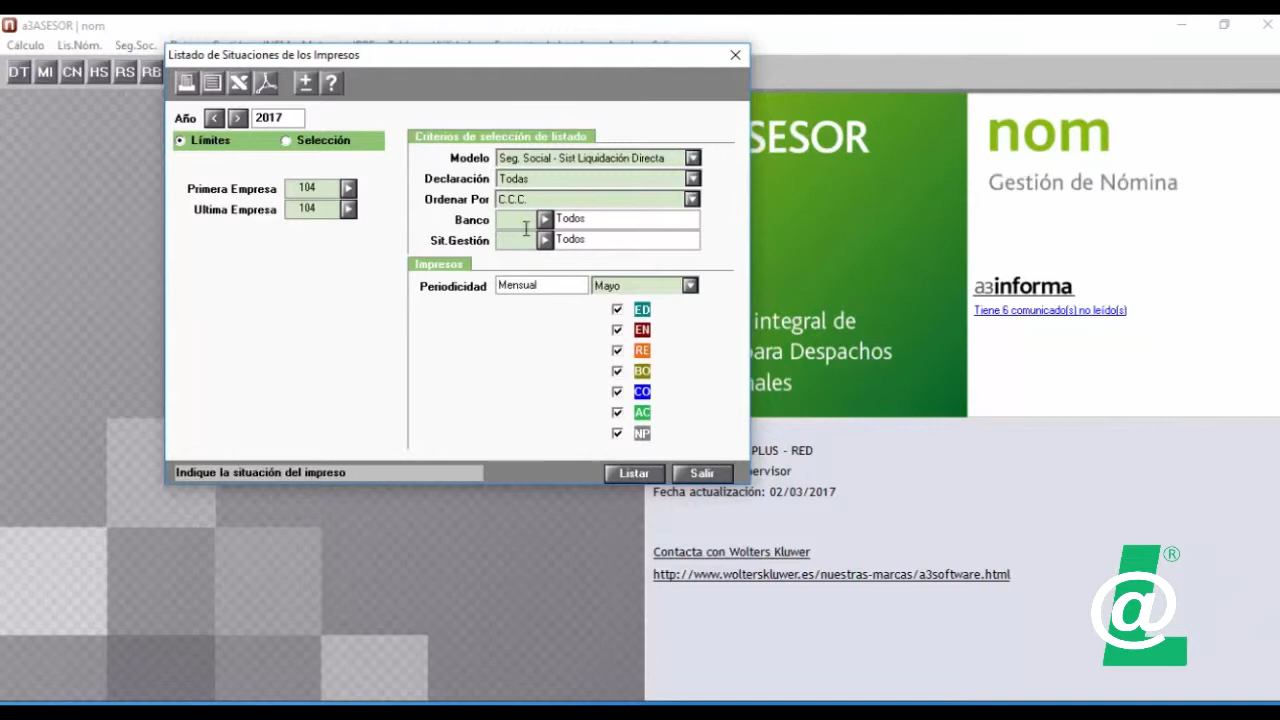 a3ASESOR | nom
Cálculo Lis.Nóm. Seg.Soc.
DT MI CN HS RS RB
Listado de Situaciones de los Impresos
± ?
Año < > 2017
Límites Selección
Primera Empresa 104
Ultima Empresa 104
Criterios de selección de listado
Modelo Seg. Social - Sist Liquidación Directa
Declaración Todas
Ordenar Por C.C.C.
Banco Todos
Sit.Gestión Todos
Impresos
Periodicidad Mensual Mayo
ED
EN
RE
BO
CO
AC
NP
Indique la situación del impreso
Listar Salir
SESOR
integral de
ara Despachos
nales
nom
Gestión de Nómina
a3informa
Tiene 6 comunicado(s) no leído(s)
PLUS - RED
pervisor
Fecha actualización: 02/03/2017
Contacta con Wolters Kluwer
http://www.wolterskluwer.es/nuestras-marcas/a3software.html
L@®